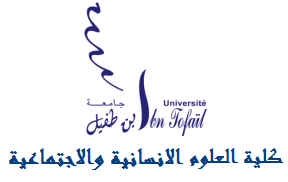 جامعة Université
ابن طفيل Ibn Tofaïl
كلية العلوم الانسانية والاجتماعية